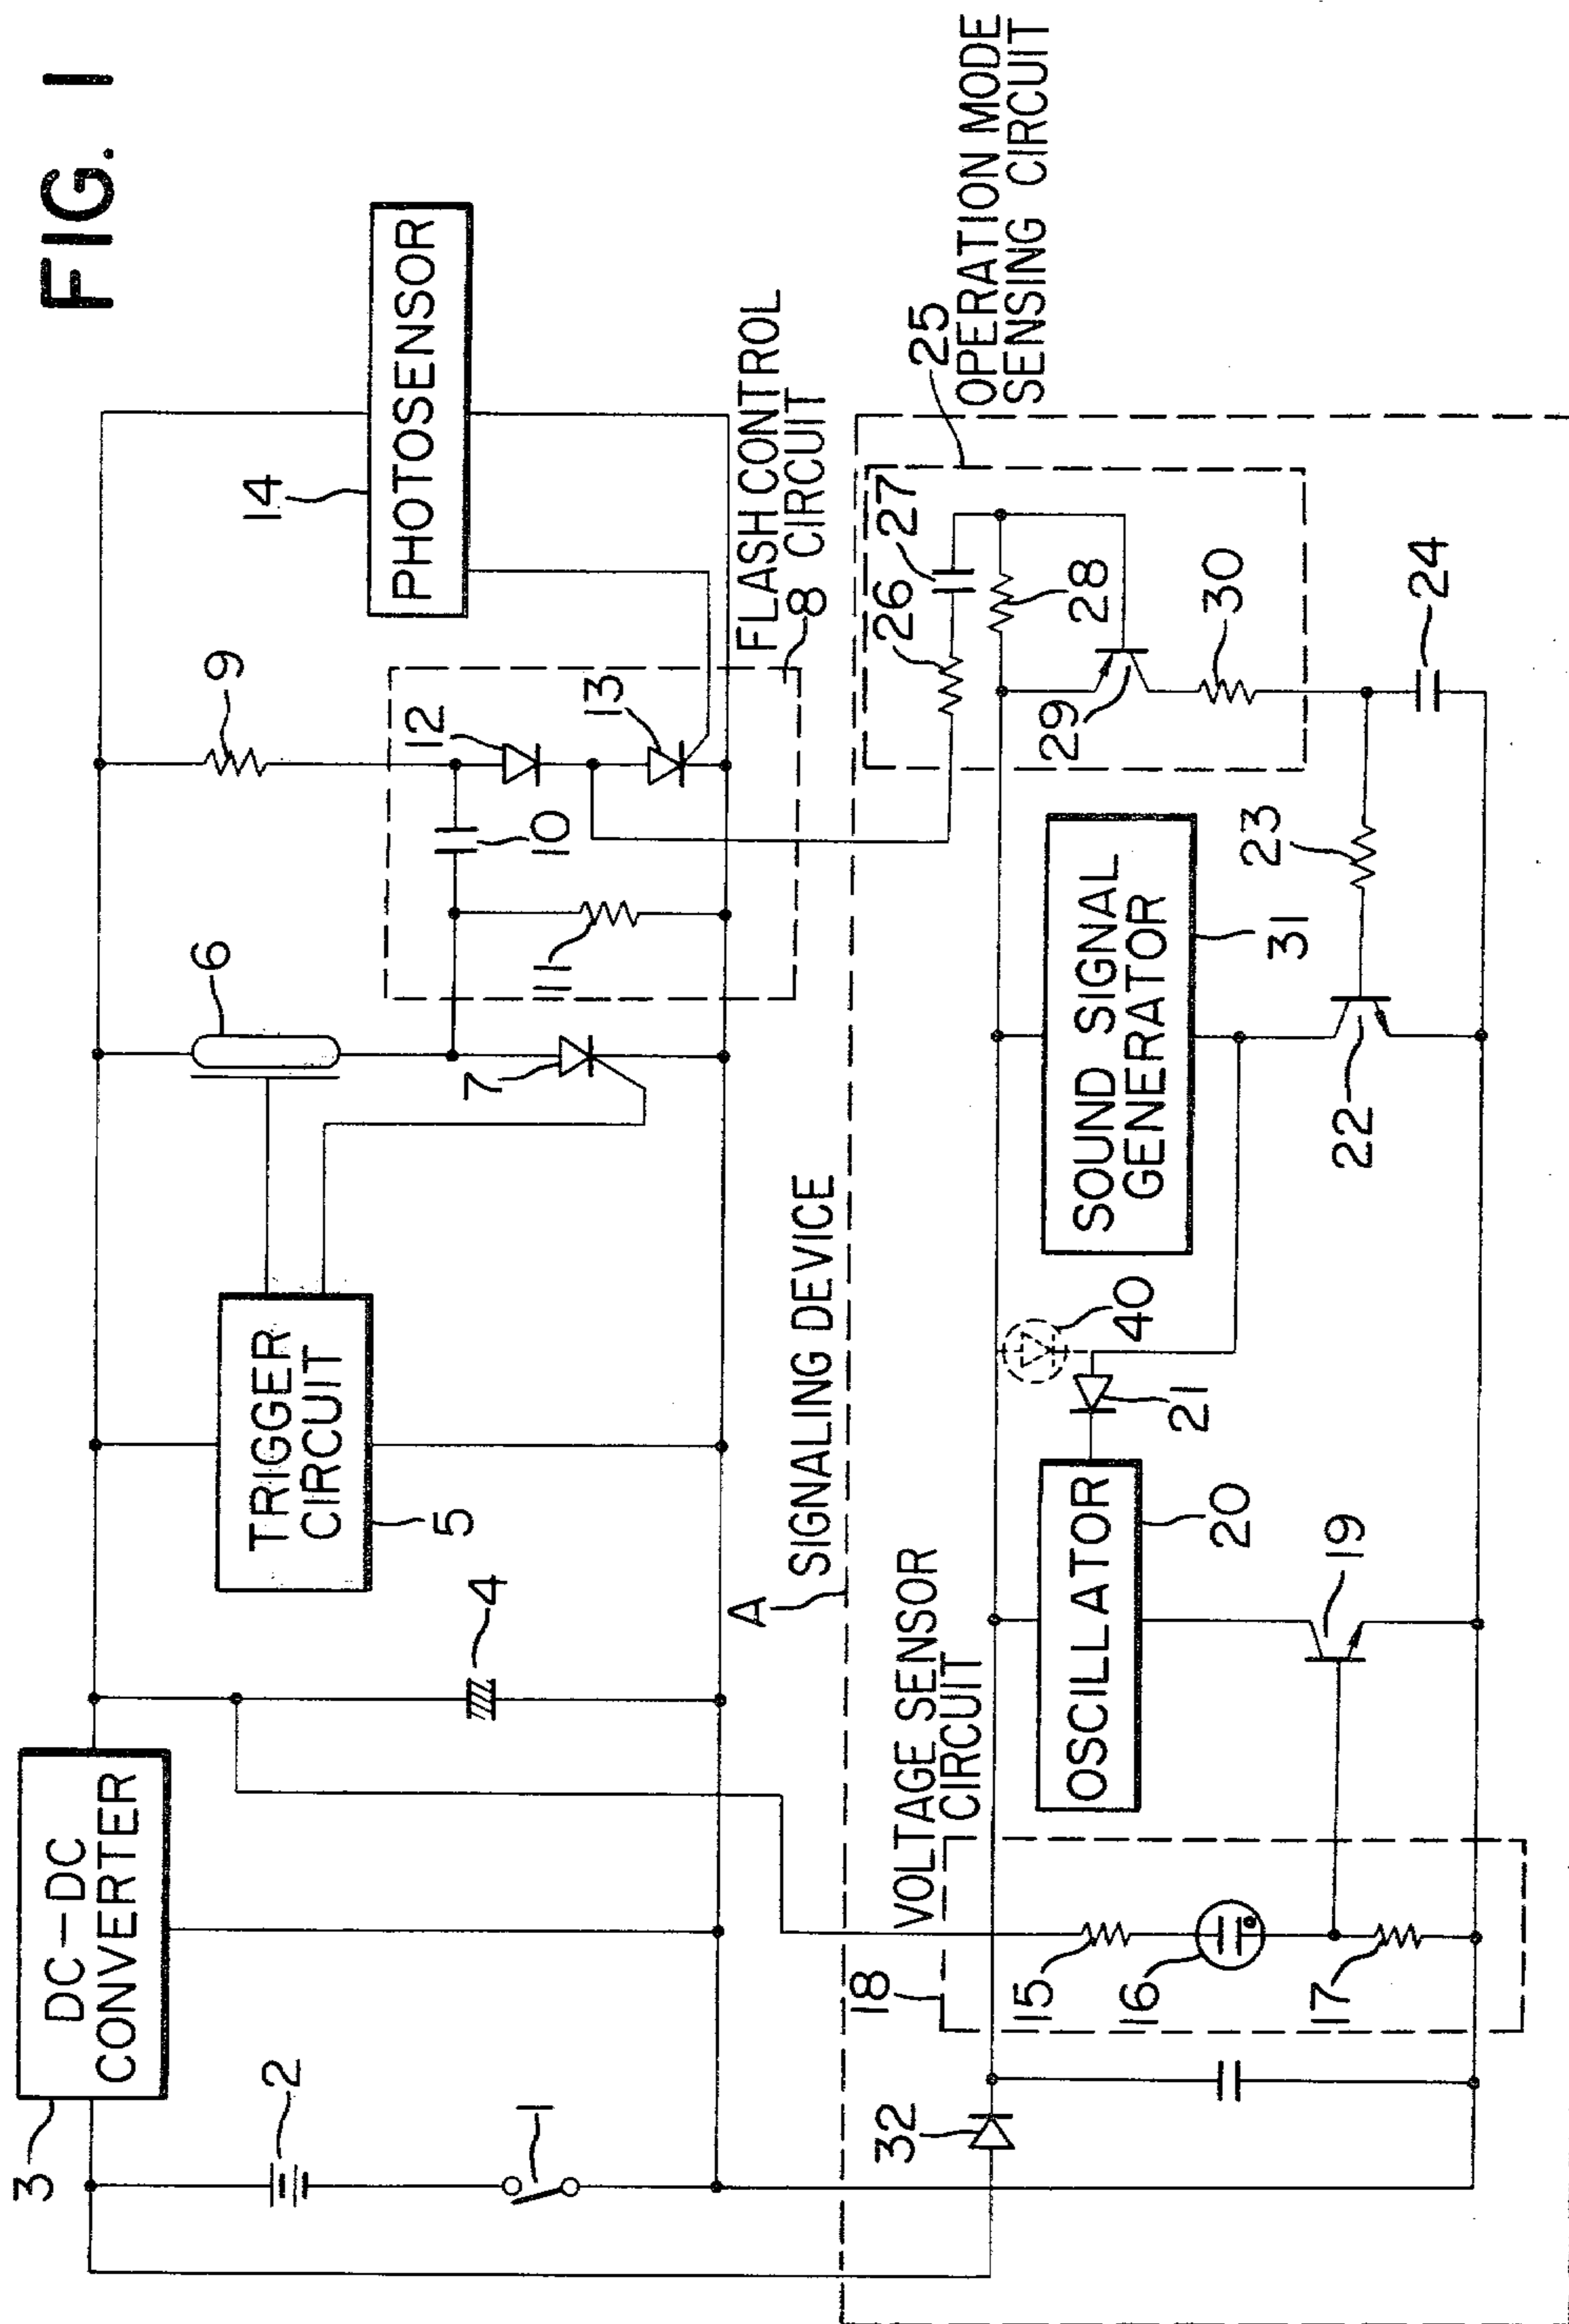 FIG. 1
3
DC-DC
CONVERTER
2
1
4
TRIGGER
CIRCUIT
5
6
7
9
14
PHOTOSENSOR
12
13
10
11
8
FLASH CONTROL
CIRCUIT
A
SIGNALING DEVICE
VOLTAGE SENSOR
CIRCUIT
18
32
15
16
17
OSCILLATOR
20
19
21
40
SOUND SIGNAL
GENERATOR
31
22
23
24
25
OPERATION MODE
SENSING CIRCUIT
26
27
28
29
30